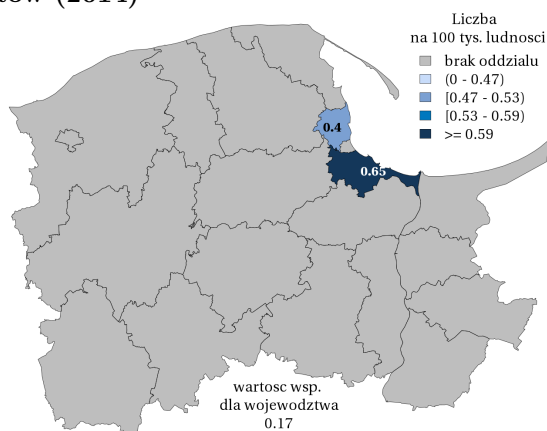 (2014)
Liczba
na 100 tys. ludnosci
brak oddzialu
(0 - 0.47)
[0.47 - 0.53)
[0.53 - 0.59)
>= 0.59
0.4
0.65
wartosc wsp.
dla wojewodztwa
0.17